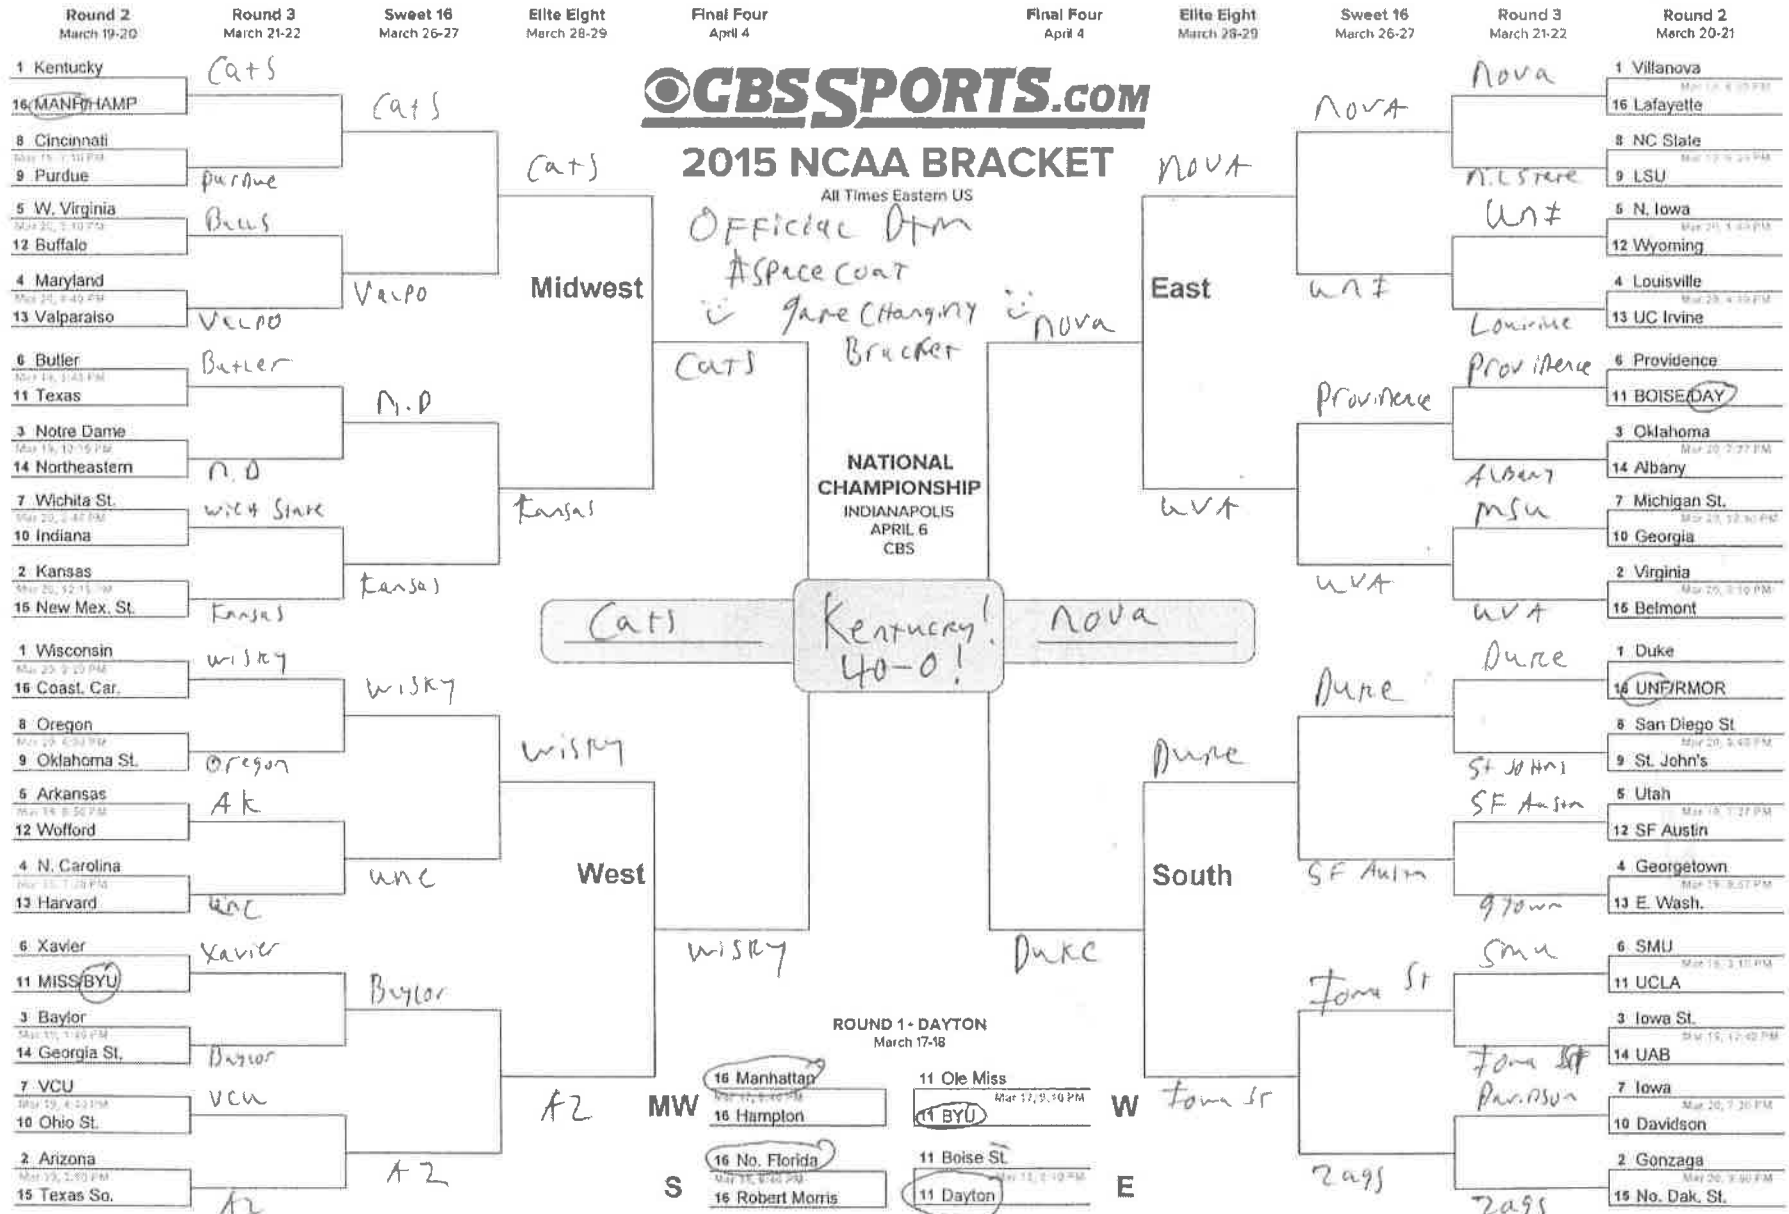 Round 2
March 19-20
Round 3
March 21-22
Sweet 16
March 26-27
Elite Eight
March 28-29
Final Four
April 4
Final Four
April 4
Elite Eight
March 28-29
Sweet 16
March 26-27
Round 3
March 21-22
Round 2
March 20-21
CBSSPORTS.COM
2015 NCAA BRACKET
All Times Eastern US
Official
#Space Coat
Game Changing
Bracket
1 Kentucky
16 MANH/HAMP
8 Cincinnati
9 Purdue
5 W. Virginia
12 Buffalo
4 Maryland
13 Valparaiso
6 Butler
11 Texas
3 Notre Dame
14 Northeastern
7 Wichita St.
10 Indiana
2 Kansas
15 New Mex. St.
Cats
Purdue
Bulls
Valpo
Butler
N.D
Wich State
Kansas
Cats
Valpo
N.D
Kansas
Cats
Kansas
Midwest
Cats
1 Wisconsin
16 Coast. Car.
8 Oregon
9 Oklahoma St.
5 Arkansas
12 Wofford
4 N. Carolina
13 Harvard
6 Xavier
11 MISS/BYU
3 Baylor
14 Georgia St.
7 VCU
10 Ohio St.
2 Arizona
15 Texas So.
Wisky
Oregon
AK
UNC
Xavier
Baylor
VCU
AZ
Wisky
UNC
Baylor
AZ
Wisky
AZ
West
Wisky
NATIONAL
CHAMPIONSHIP
INDIANAPOLIS
APRIL 6
CBS
Cats
Kentucky!
40-0!
Nova
Nova
East
Nova
UVA
Nova
UNI
Providence
UVA
Nova
N.C State
UNI
Louiville
Providence
Albany
MSU
UVA
1 Villanova
16 Lafayette
8 NC State
9 LSU
5 N. Iowa
12 Wyoming
4 Louisville
13 UC Irvine
6 Providence
11 BOISE/DAY
3 Oklahoma
14 Albany
7 Michigan St.
10 Georgia
2 Virginia
15 Belmont
Duke
South
Duke
Iowa St
Duke
SF Austin
Iowa St
Zags
Duke
St Johns
SF Austin
Gtown
SMU
Iowa St
Davidson
Zags
1 Duke
16 UNF/RMOR
8 San Diego St
9 St. John's
5 Utah
12 SF Austin
4 Georgetown
13 E. Wash.
6 SMU
11 UCLA
3 Iowa St.
14 UAB
7 Iowa
10 Davidson
2 Gonzaga
15 No. Dak. St.
ROUND 1 - DAYTON
March 17-18
MW
16 Manhattan
16 Hampton
11 Ole Miss
Mar 17, 9:10 PM
11 BYU
W
S
16 No. Florida
16 Robert Morris
11 Boise St.
11 Dayton
E